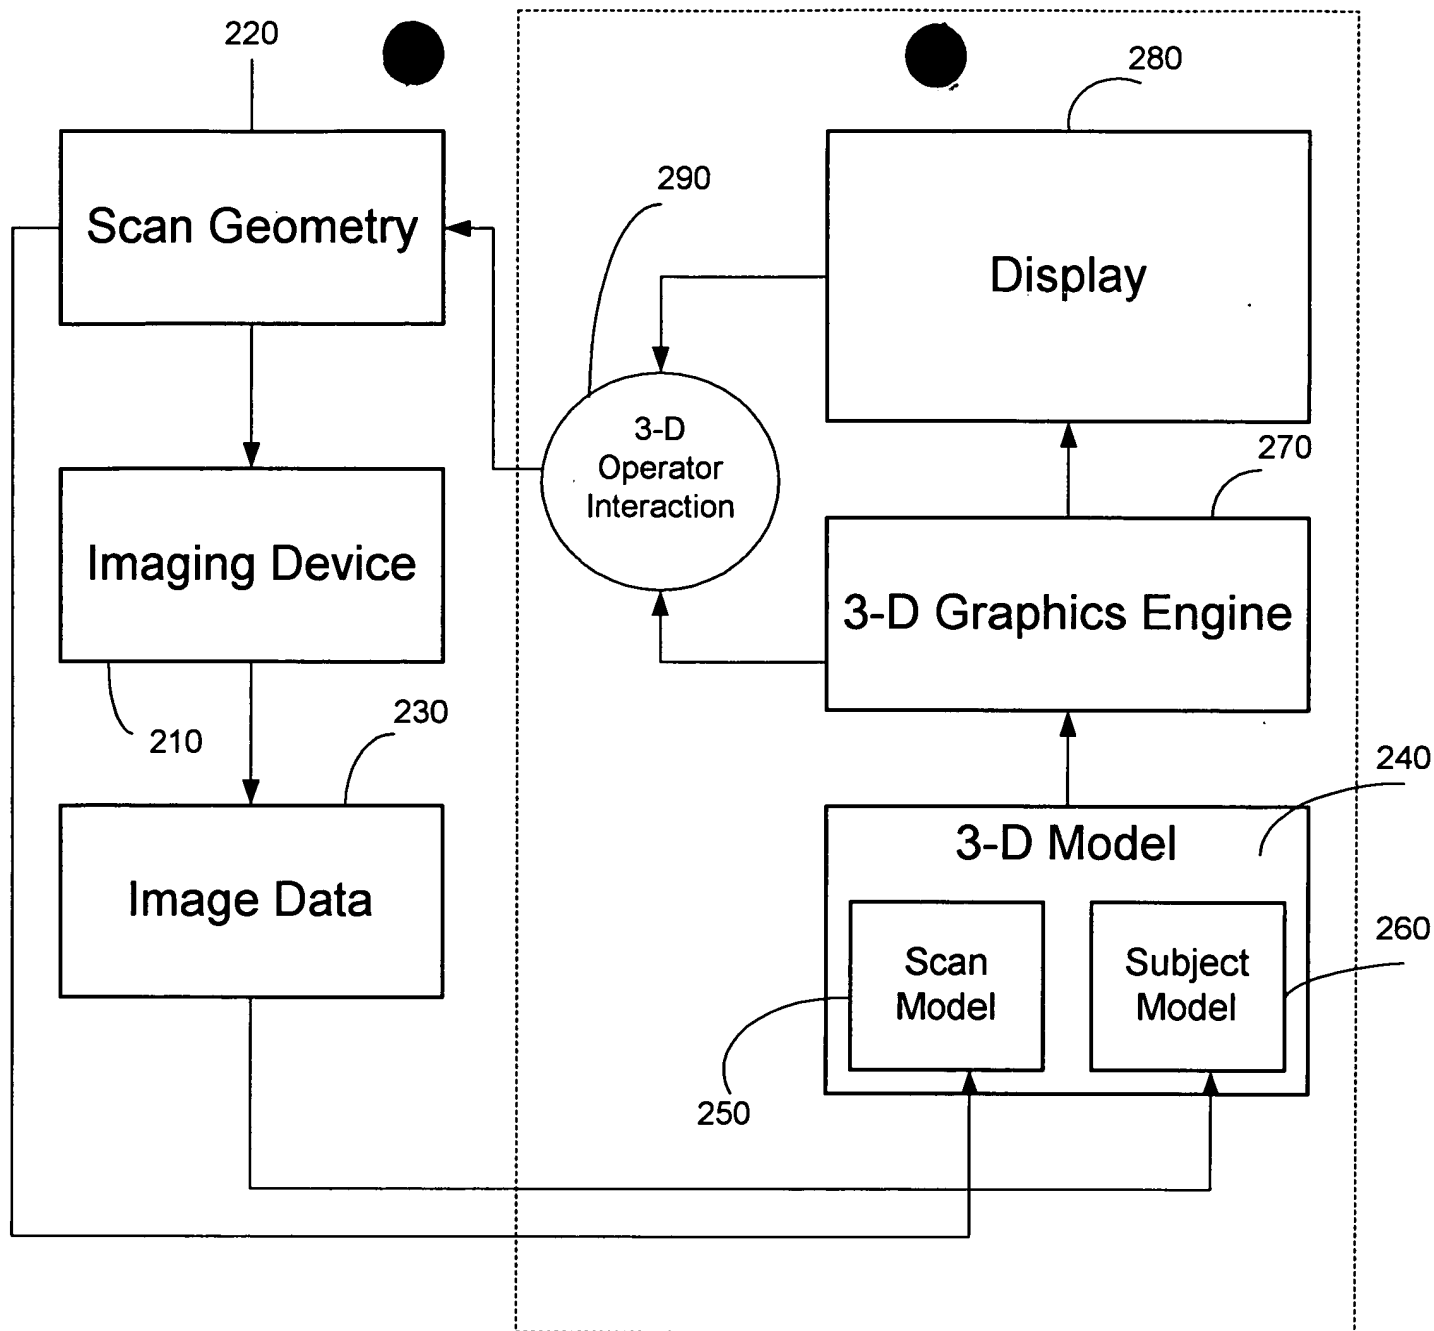 220
280
290
Scan Geometry
Display
3-D
Operator
Interaction
270
Imaging Device
3-D Graphics Engine
210
230
240
3-D Model
Image Data
260
Scan
Model
Subject
Model
250